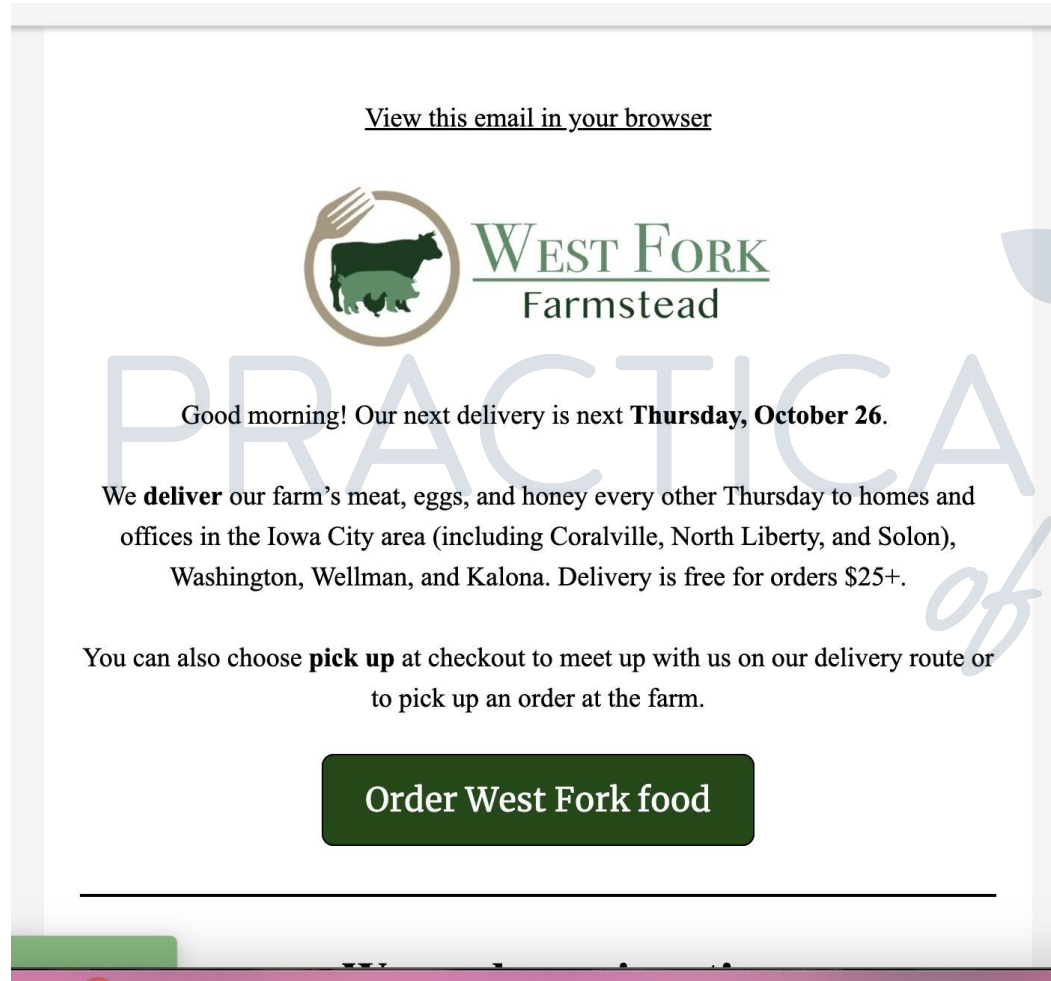 View this email in your browser
WEST FORK
Farmstead
PRACTICA
Good morning! Our next delivery is next Thursday, October 26.
We deliver our farm’s meat, eggs, and honey every other Thursday to homes and
offices in the Iowa City area (including Coralville, North Liberty, and Solon),
Washington, Wellman, and Kalona. Delivery is free for orders $25+.
of
You can also choose pick up at checkout to meet up with us on our delivery route or
to pick up an order at the farm.
Order West Fork food